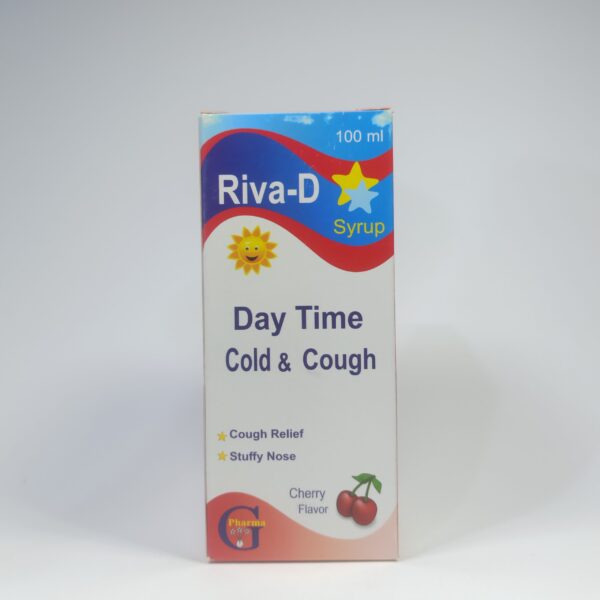 100 ml
Riva-D
Syrup
Day Time
Cold & Cough
Cough Relief
Stuffy Nose
Cherry
Flavor
G
Pharma